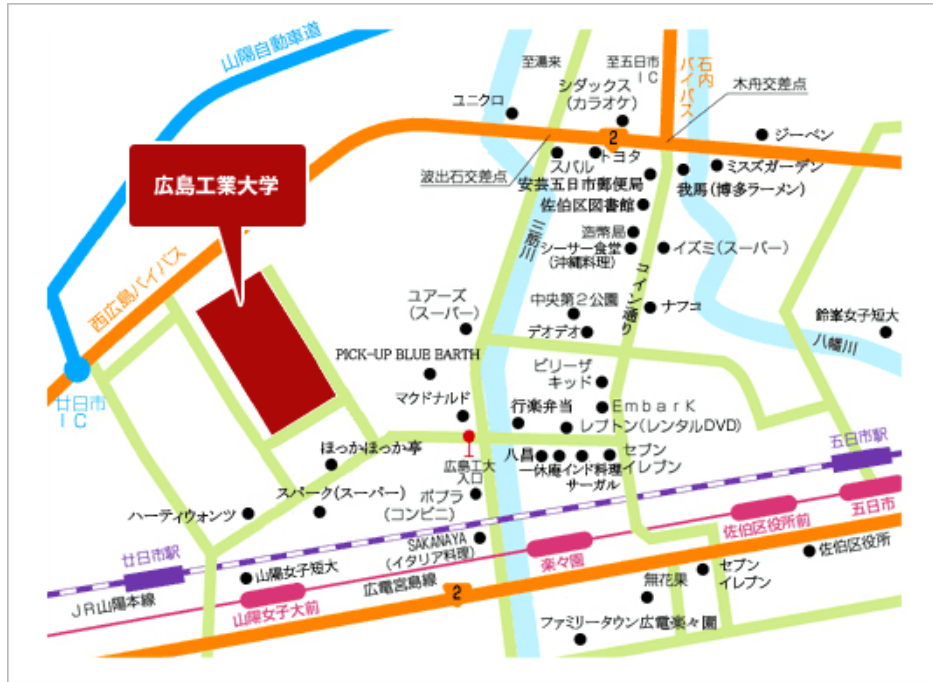 山陽自動車道
至湯来
至五日市
IC
石内
バイパス
シダックス
(カラオケ)
木舟交差点
ユニクロ
2
ジーベン
広島工業大学
スバル
トヨタ
ミスズガーデン
波出石交差点
安芸五日市郵便局
我馬(博多ラーメン)
佐伯区図書館
三筋川
造幣局
シーサー食堂
(沖縄料理)
イズミ(スーパー)
コイン通り
西広島バイパス
ユアーズ
(スーパー)
中央第2公園
ナフコ
鈴峯女子短大
デオデオ
八幡川
PICK-UP BLUE EARTH
ビリーザ
キッド
廿日市
IC
マクドナルド
行楽弁当
EmbarK
レプトン(レンタルDVD)
ほっかほっか亭
広島工大
入口
八昌
一休庵
インド料理
サーガル
セブン
イレブン
五日市駅
スパーク(スーパー)
ポプラ
(コンビニ)
ハーティウォンツ
五日市
佐伯区役所前
SAKANAYA
(イタリア料理)
廿日市駅
楽々園
佐伯区役所
山陽女子短大
広電宮島線
2
無花果
セブン
イレブン
JR山陽本線
山陽女子大前
ファミリータウン広電楽々園